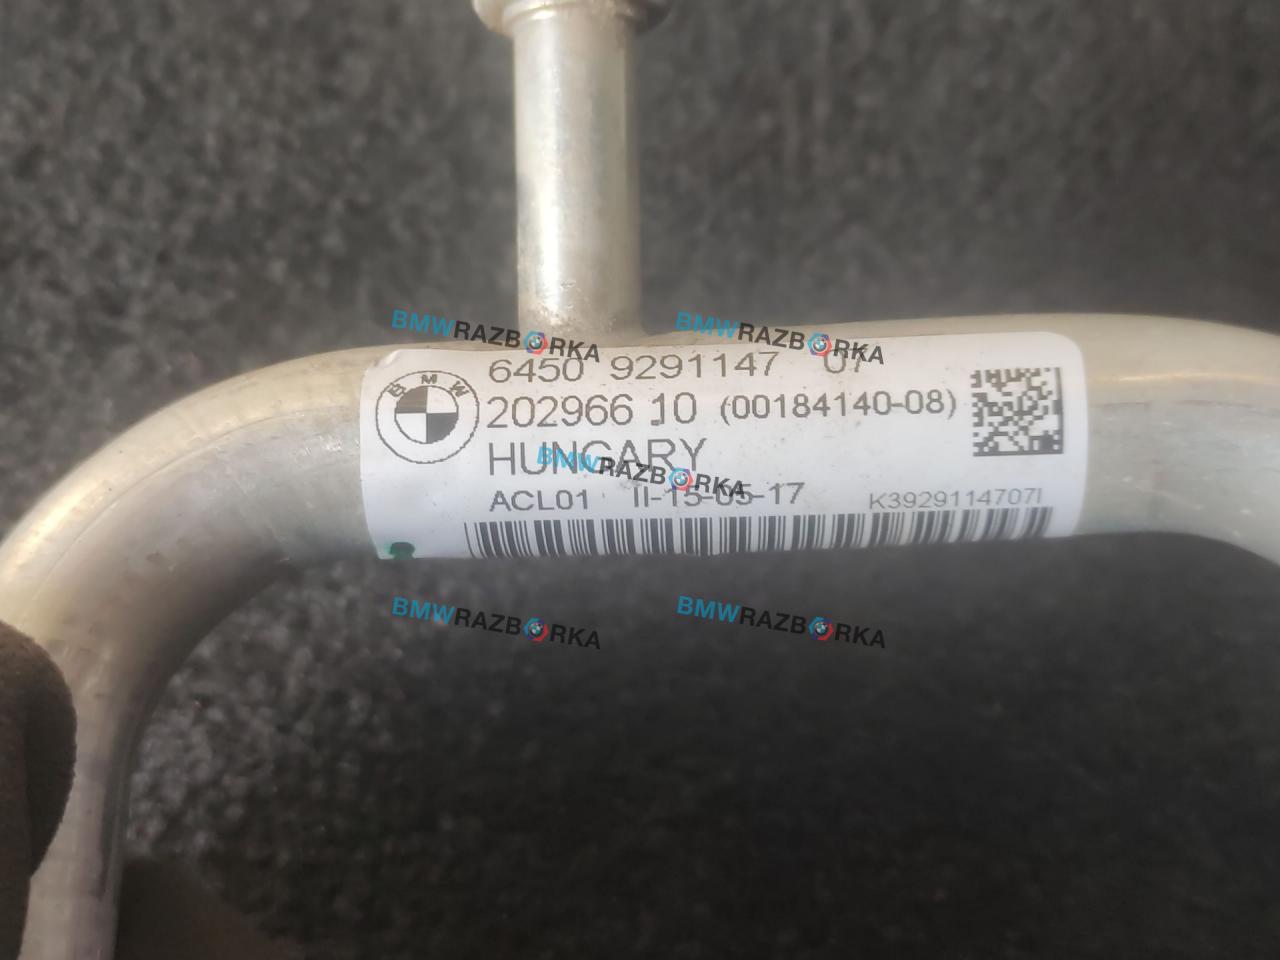 BMWRAZBORKA BMWRAZBORKA
6450 9291147 07
BMW
202966 10 (00184140-08)
HUNGARY
BMWRAZBORKA
ACL01 II-15-05-17 K3929114707I
BMWRAZBORKA BMWRAZBORKA